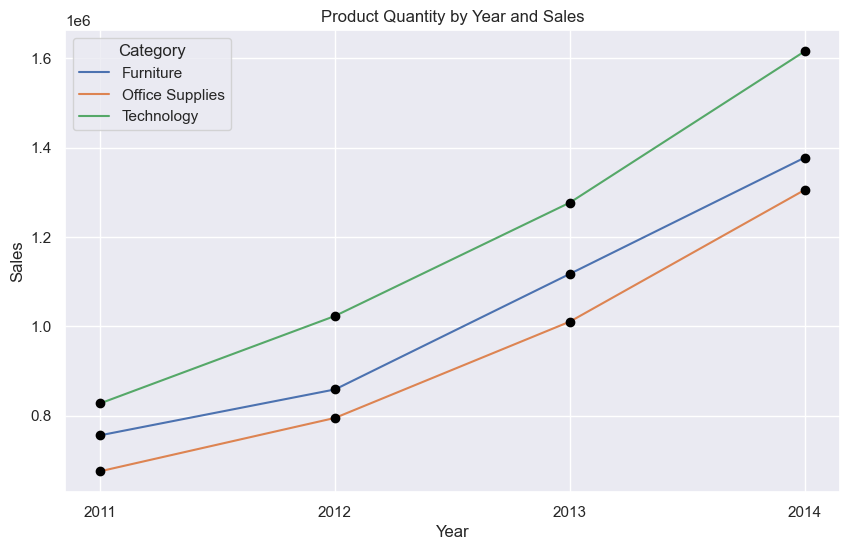 Product Quantity by Year and Sales
1e6
Category
Furniture
Office Supplies
Technology
1.6
1.4
1.2
1.0
0.8
Sales
2011 2012 2013 2014
Year